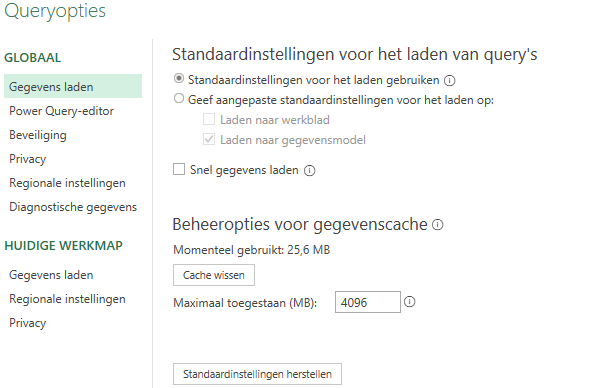 Queryopties
GLOBAAL
Gegevens laden
Power Query-editor
Beveiliging
Privacy
Regionale instellingen
Diagnostische gegevens
HUIDIGE WERKMAP
Gegevens laden
Regionale instellingen
Privacy
Standaardinstellingen voor het laden van query's
Standaardinstellingen voor het laden gebruiken
Geef aangepaste standaardinstellingen voor het laden op:
Laden naar werkblad
Laden naar gegevensmodel
Snel gegevens laden
Beheeropties voor gegevenscache
Momenteel gebruikt: 25,6 MB
Cache wissen
Maximaal toegestaan (MB): 4096
Standaardinstellingen herstellen